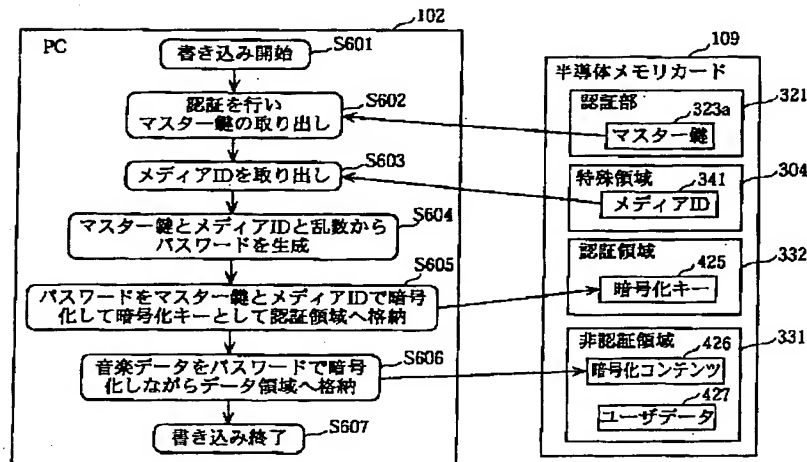 102
PC
書き込み開始
S601
認証を行い
マスター鍵の取り出し
S602
メディアIDを取り出し
S603
マスター鍵とメディアIDと乱数から
パスワードを生成
S604
パスワードをマスター鍵とメディアIDで暗号
化して暗号化キーとして認証領域へ格納
S605
音楽データをパスワードで暗号
化しながらデータ領域へ格納
S606
書き込み終了
S607
109
半導体メモリカード
認証部
321
323a
マスター鍵
特殊領域
304
341
メディアID
認証領域
332
425
暗号化キー
非認証領域
331
426
暗号化コンテンツ
427
ユーザデータ